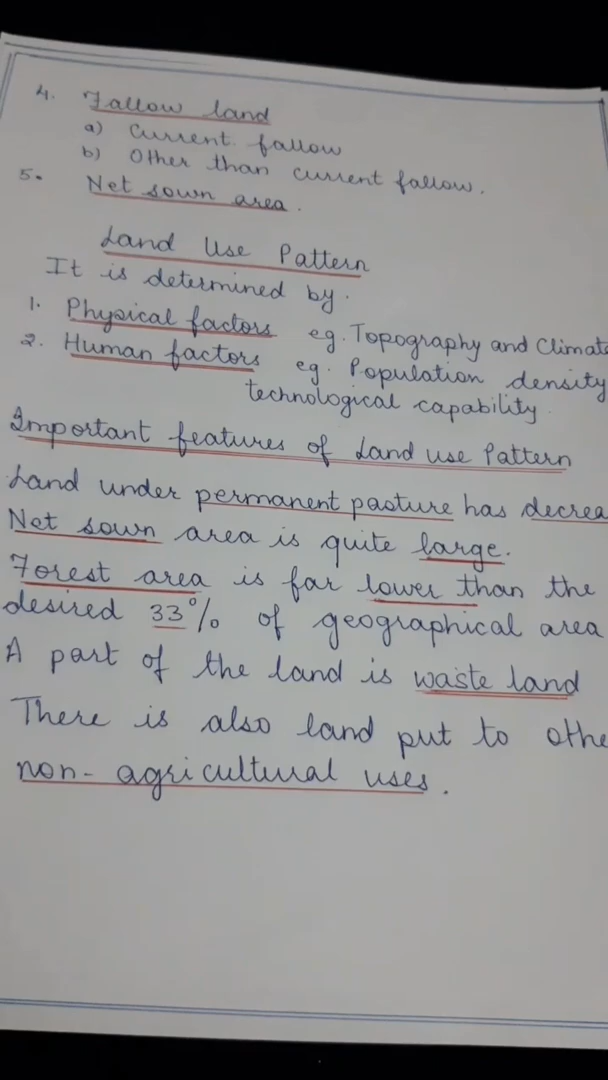 4. Fallow land
a) Current fallow
b) Other than current fallow.
5. Net sown area.
Land Use Pattern
It is determined by.
1. Physical factors eg. Topography and Climate
2. Human factors eg. Population density
technological capability.
Important features of Land use Pattern
Land under permanent pasture has decrea
Net sown area is quite large.
Forest area is far lower than the
desired 33% of geographical area
A part of the land is waste land
There is also land put to othe
non-agricultural uses.